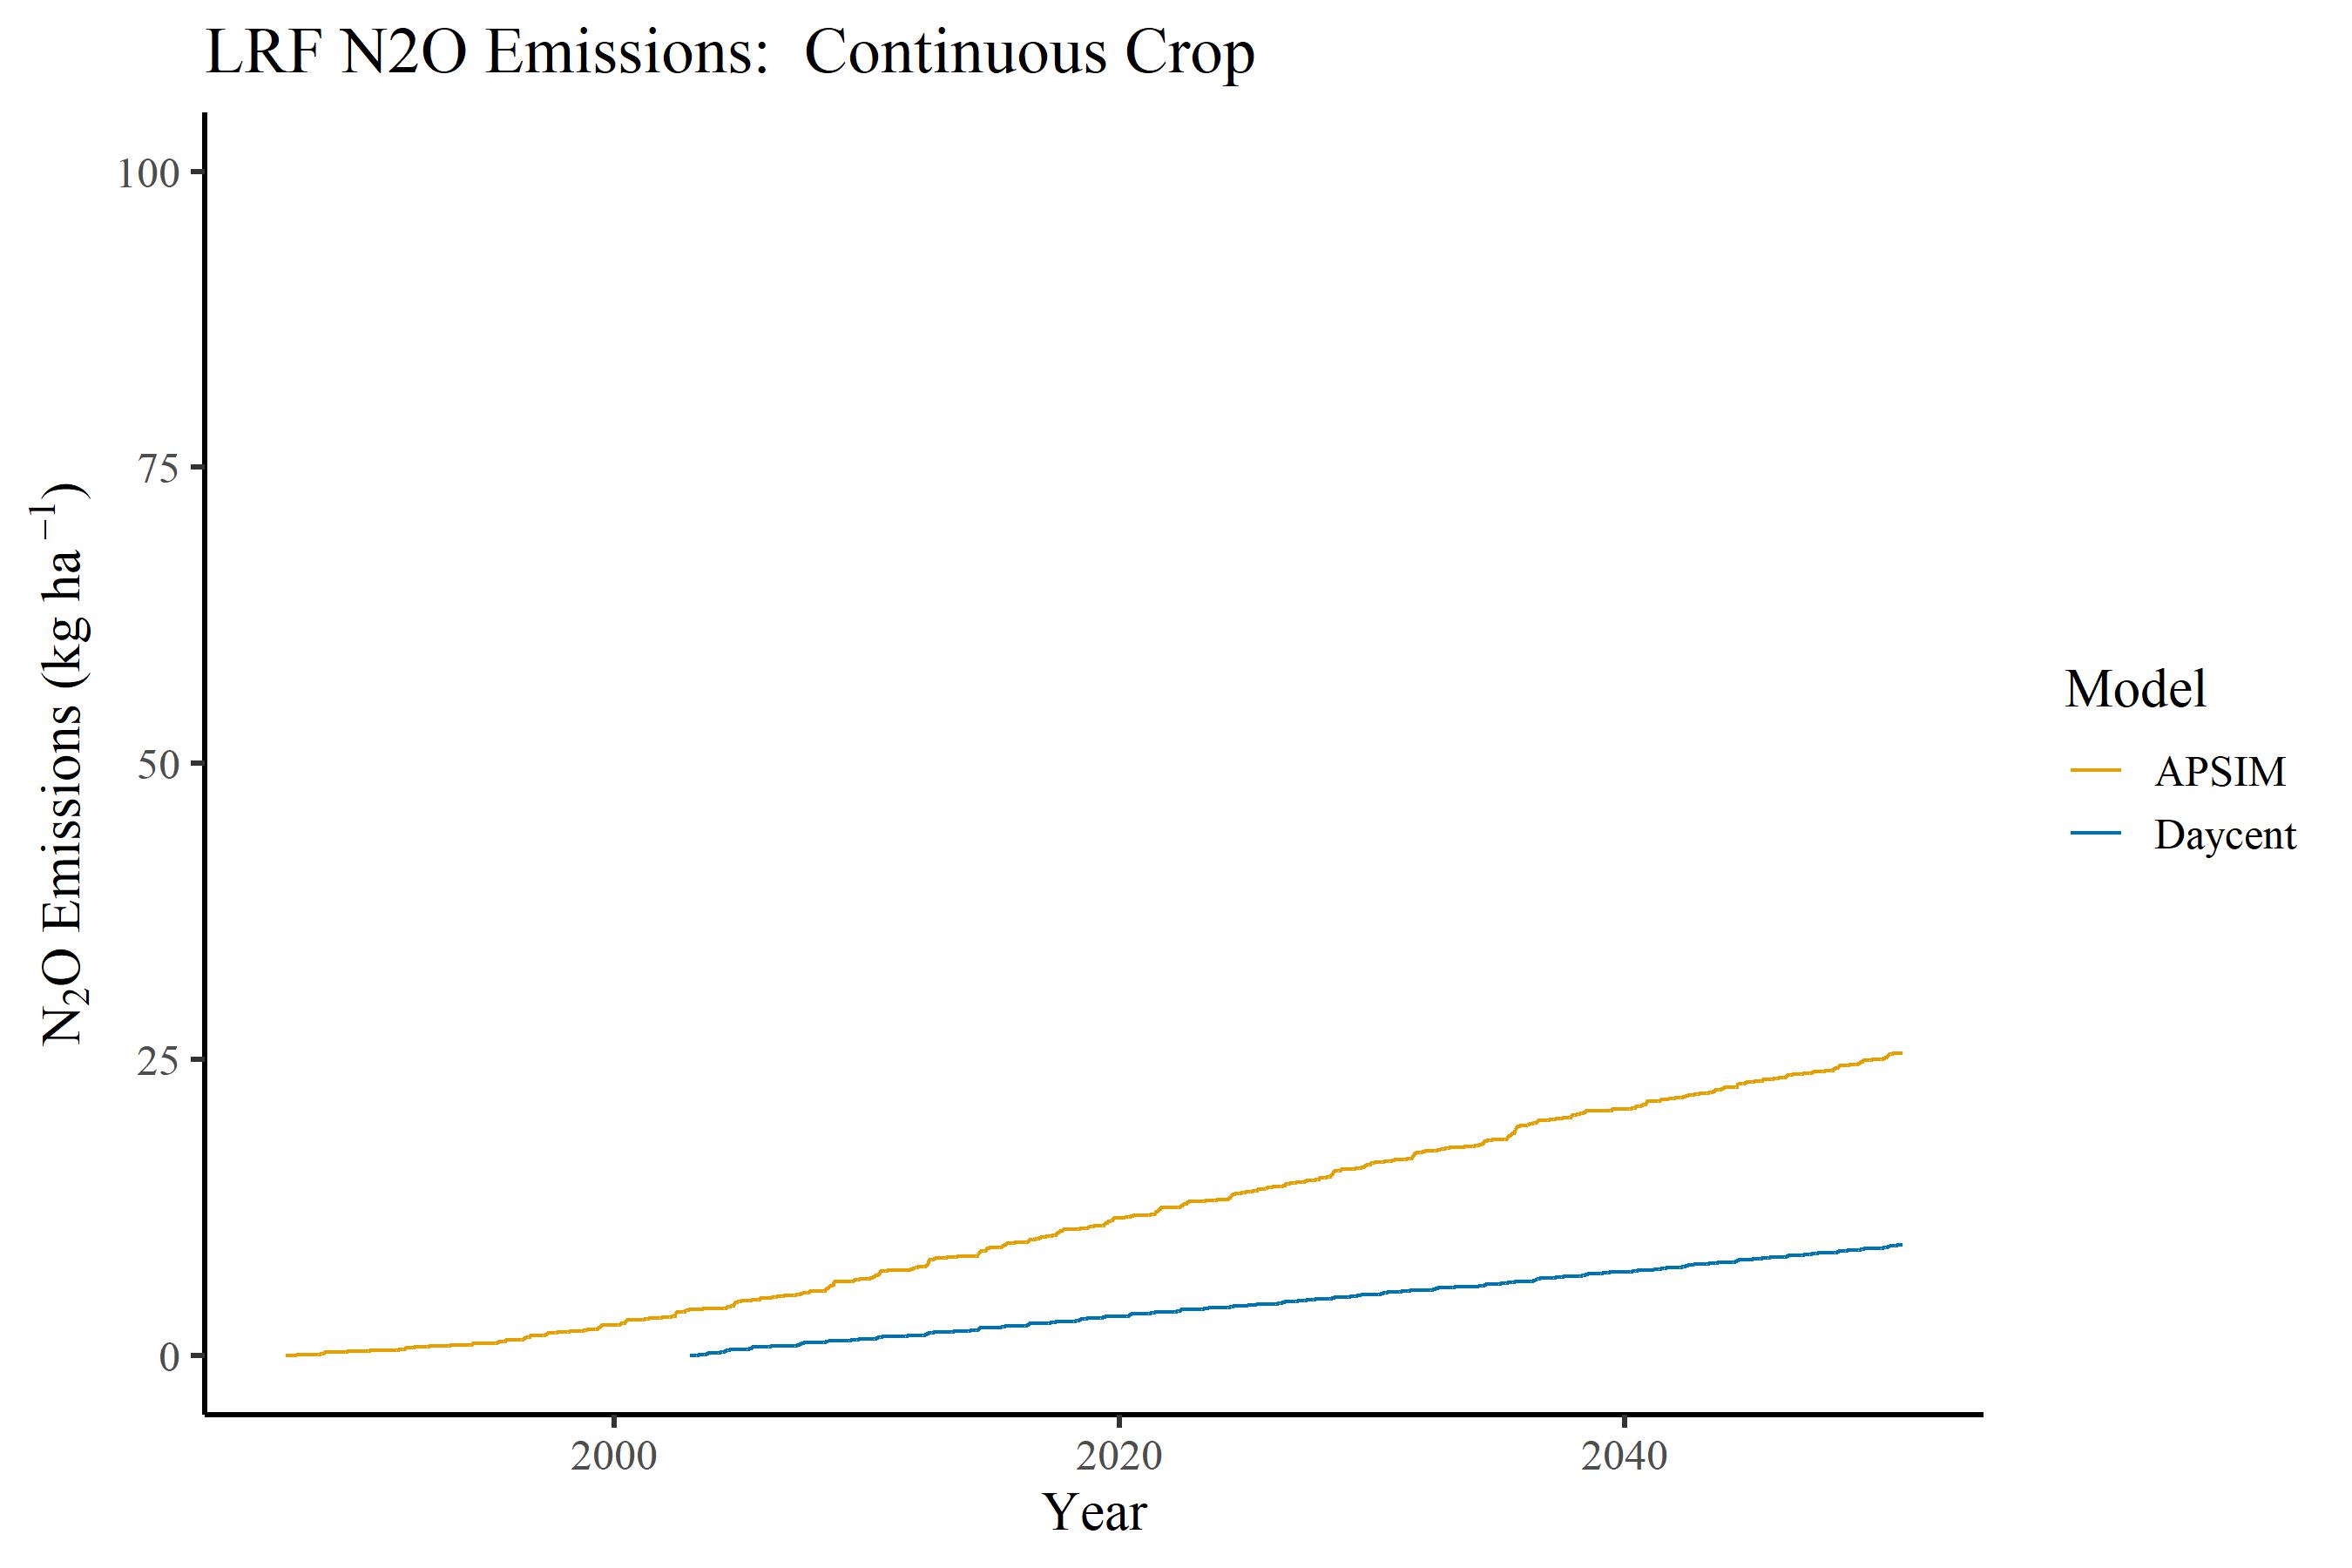 LRF N2O Emissions:  Continuous Crop
100
75
50
25
0
N₂O Emissions (kg ha⁻¹)
2000
2020
2040
Year
Model
APSIM
Daycent